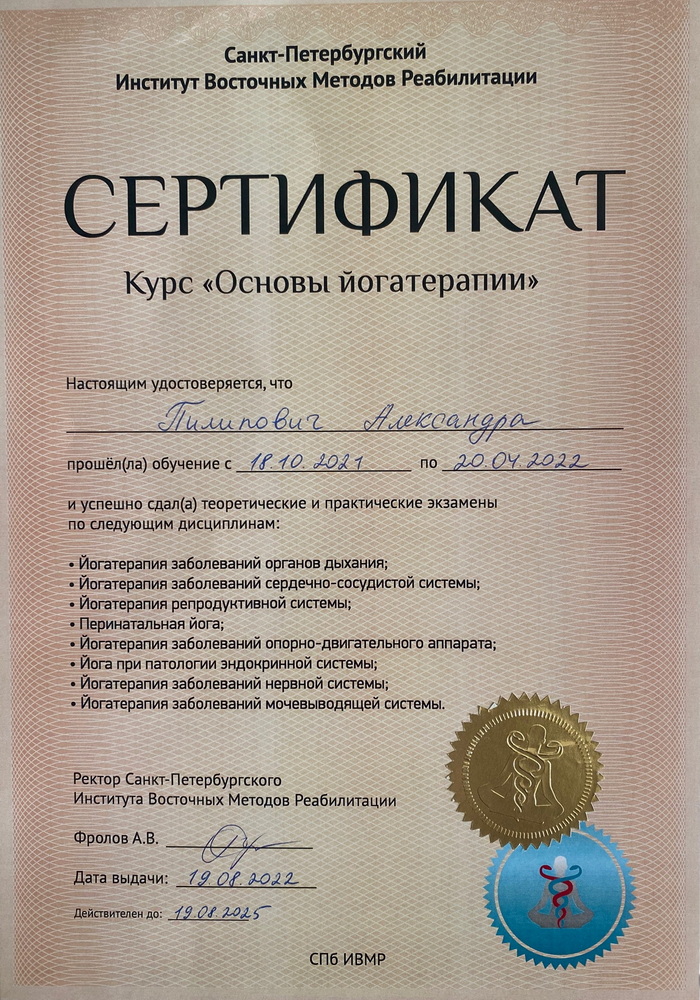 Санкт-Петербургский
Институт Восточных Методов Реабилитации
СЕРТИФИКАТ
Курс «Основы йогатерапии»
Настоящим удостоверяется, что
Пилипович Александра
прошёл(ла) обучение с 18.10.2021 по 20.04.2022
и успешно сдал(а) теоретические и практические экзамены
по следующим дисциплинам:
• Йогатерапия заболеваний органов дыхания;
• Йогатерапия заболеваний сердечно-сосудистой системы;
• Йогатерапия репродуктивной системы;
• Перинатальная йога;
• Йогатерапия заболеваний опорно-двигательного аппарата;
• Йога при патологии эндокринной системы;
• Йогатерапия заболеваний нервной системы;
• Йогатерапия заболеваний мочевыводящей системы.
Ректор Санкт-Петербургского
Института Восточных Методов Реабилитации
Фролов А.В.
Дата выдачи: 19.08.2022
Действителен до: 19.08.2025
СПб ИВМР